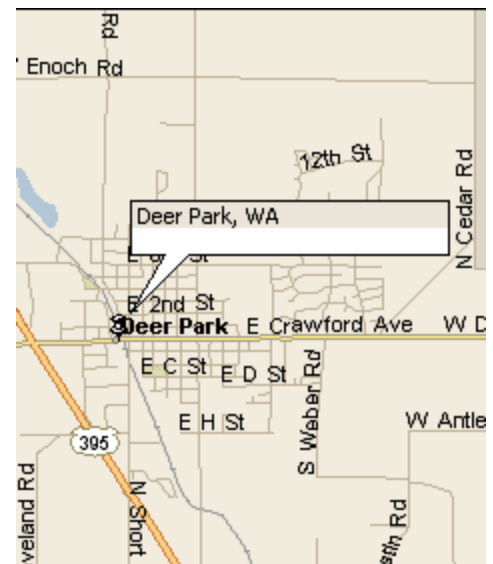 Rd
Enoch Rd
12th St
N Cedar Rd
Deer Park, WA
E 2nd St
Deer Park
E Crawford Ave
W D
E C St
E D St
S Weber Rd
E H St
W Antle
395
N Short
veland Rd
stin Rd